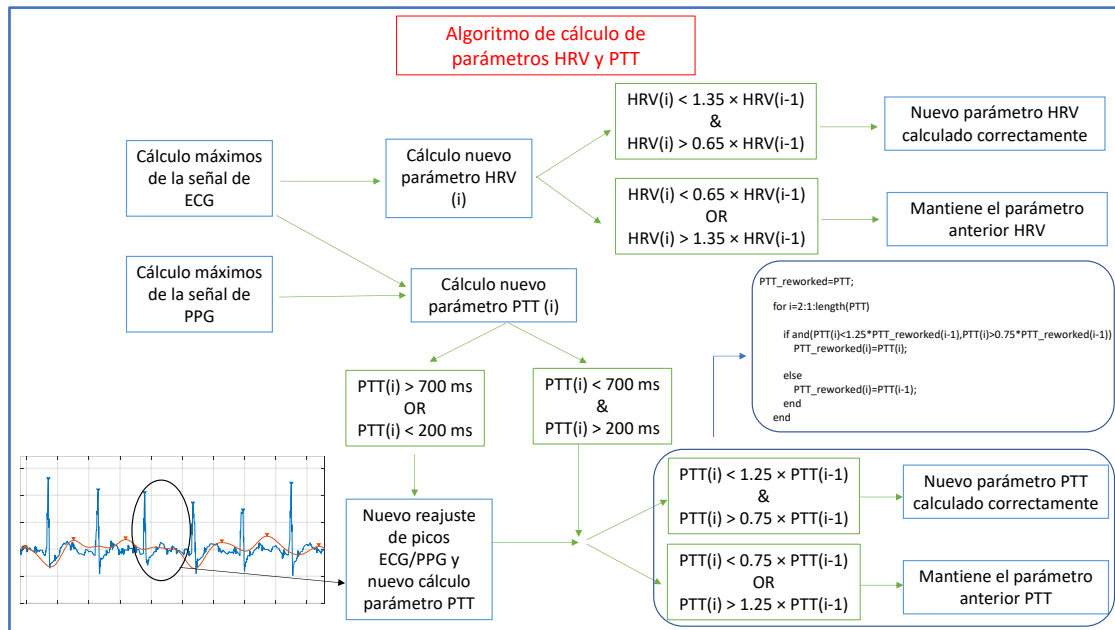 Algoritmo de cálculo de
parámetros HRV y PTT
HRV(i) < 1.35 × HRV(i-1)
&
HRV(i) > 0.65 × HRV(i-1)
Nuevo parámetro HRV
calculado correctamente
Cálculo máximos
de la señal de
ECG
Cálculo nuevo
parámetro HRV
(i)
HRV(i) < 0.65 × HRV(i-1)
OR
HRV(i) > 1.35 × HRV(i-1)
Mantiene el parámetro
anterior HRV
Cálculo máximos
de la señal de
PPG
Cálculo nuevo
parámetro PTT (i)
PTT_reworked=PTT;
for i=2:1:length(PTT)
if and(PTT(i)<1.25*PTT_reworked(i-1),PTT(i)>0.75*PTT_reworked(i-1))
PTT_reworked(i)=PTT(i);
else
PTT_reworked(i)=PTT(i-1);
end
end
PTT(i) > 700 ms
OR
PTT(i) < 200 ms
PTT(i) < 700 ms
&
PTT(i) > 200 ms
Nuevo reajuste
de picos
ECG/PPG y
nuevo cálculo
parámetro PTT
PTT(i) < 1.25 × PTT(i-1)
&
PTT(i) > 0.75 × PTT(i-1)
Nuevo parámetro PTT
calculado correctamente
PTT(i) < 0.75 × PTT(i-1)
OR
PTT(i) > 1.25 × PTT(i-1)
Mantiene el parámetro
anterior PTT